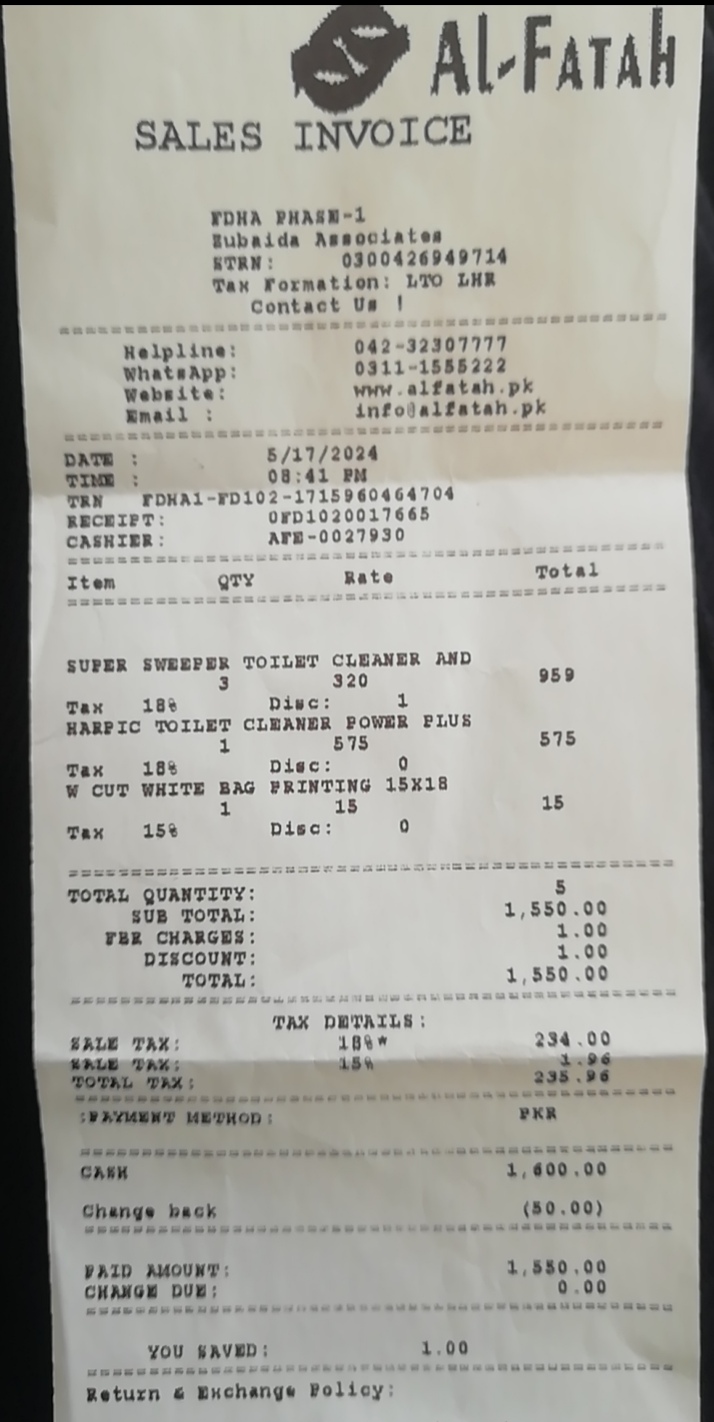 AL-FATAH
SALES INVOICE
FDHA PHASE-1
Zubaida Associates
STRN: 0300426949714
Tax Formation: LTO LHR
Contact Us !
Helpline: 042-32307777
WhatsApp: 0311-1555222
Website: www.alfatah.pk
Email : info@alfatah.pk
DATE : 5/17/2024
TIME : 08:41 PM
TRN FDHA1-FD102-1715960464704
RECEIPT: 0FD1020017665
CASHIER: AFE-0027930
Item QTY Rate Total
SUPER SWEEPER TOILET CLEANER AND
3 320 959
Tax 18% Disc: 1
HARPIC TOILET CLEANER POWER PLUS
1 575 575
Tax 18% Disc: 0
W CUT WHITE BAG PRINTING 15X18
1 15 15
Tax 15% Disc: 0
TOTAL QUANTITY: 5
SUB TOTAL: 1,550.00
FBR CHARGES: 1.00
DISCOUNT: 1.00
TOTAL: 1,550.00
TAX DETAILS:
SALE TAX: 18%* 234.00
SALE TAX: 15% 1.96
TOTAL TAX: 235.96
:PAYMENT METHOD: PKR
CASH 1,600.00
Change back (50.00)
PAID AMOUNT: 1,550.00
CHANGE DUE: 0.00
YOU SAVED: 1.00
Return & Exchange Policy: